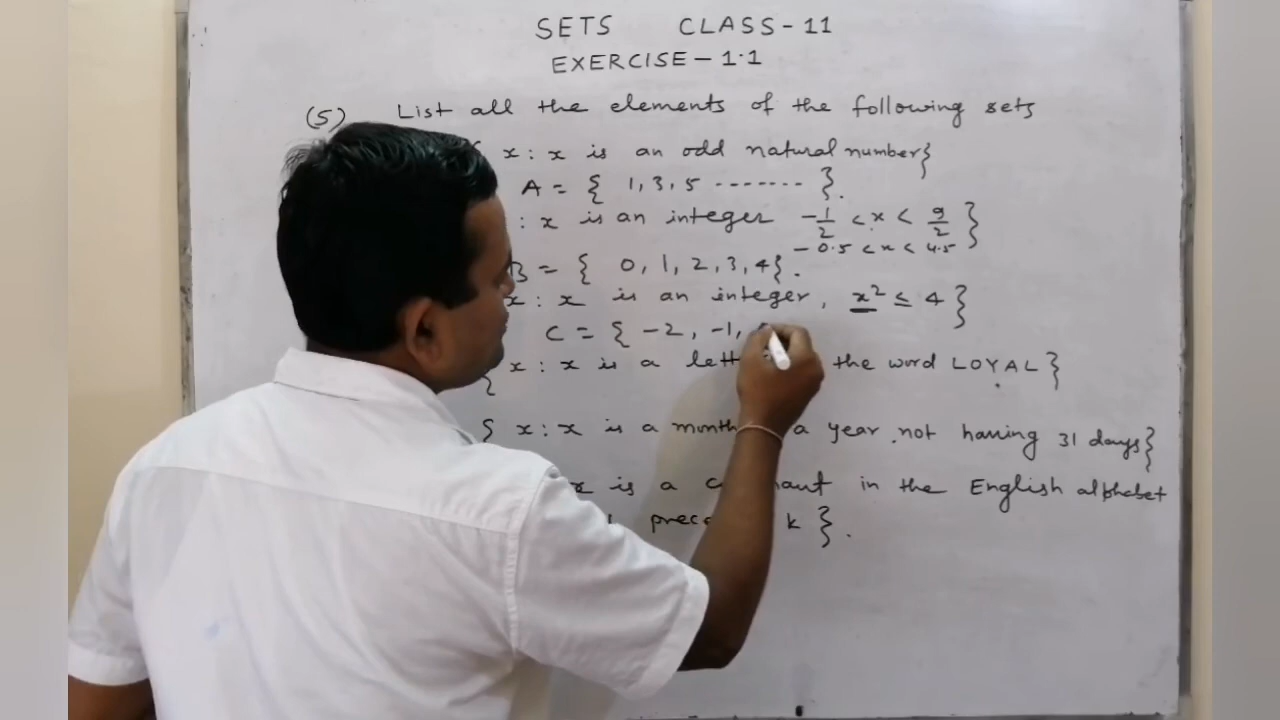 SETS CLASS-11
EXERCISE-1.1
(5) List all the elements of the following sets
{ x : x is an odd natural number}
A = { 1, 3, 5 ------- }.
: x is an integer -1/2 < x < 9/2 }
-0.5 < x < 4.5
B = { 0, 1, 2, 3, 4}.
x : x is an integer, x² ≤ 4 }
C = { -2, -1,
{ x : x is a the word LOYAL }
{ x : x is a month a year not having 31 days}
x is a in the English alphabet
k }.